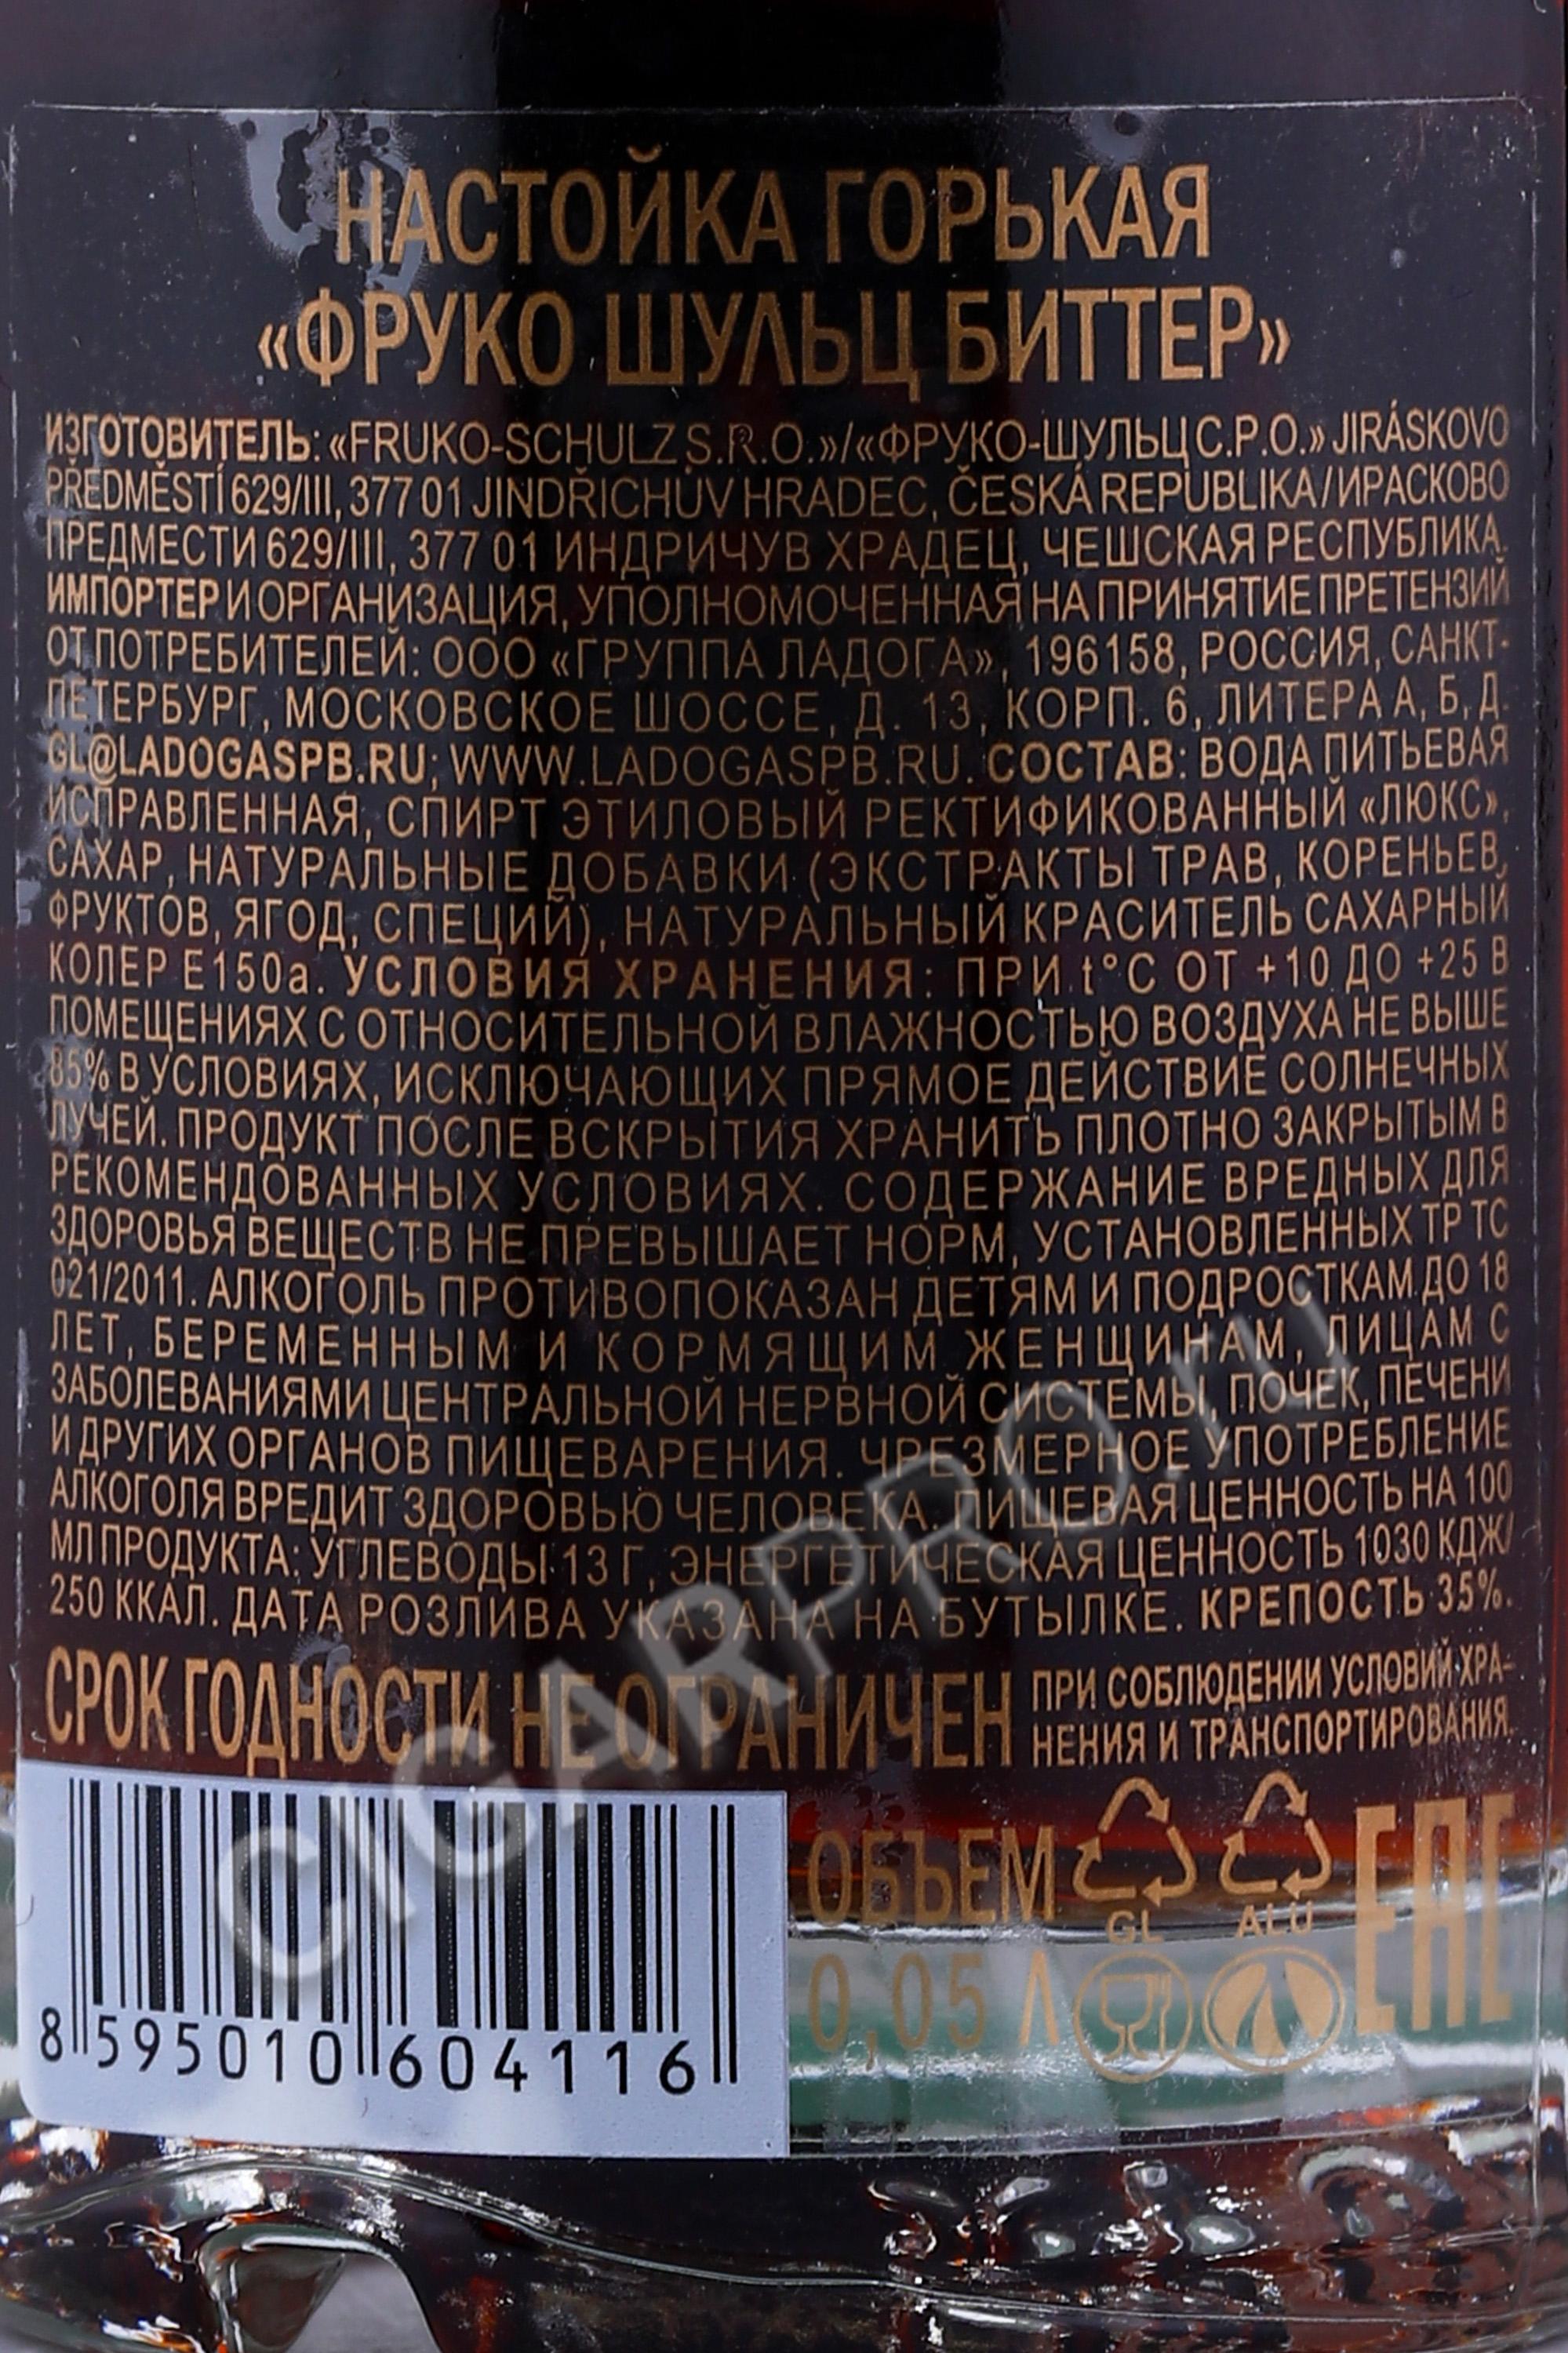 НАСТОЙКА ГОРЬКАЯ
«ФРУКО ШУЛЬЦ БИТТЕР»
ИЗГОТОВИТЕЛЬ: «FRUKO-SCHULZ S.R.O.»/«ФРУКО-ШУЛЬЦ С.Р.О.» JIRÁSKOVO
PŘEDMĚSTÍ 629/III, 377 01 JINDŘICHŮV HRADEC, ČESKÁ REPUBLIKA/ИРАСКОВО
ПРЕДМЕСТИ 629/III, 377 01 ИНДРИЧУВ ХРАДЕЦ, ЧЕШСКАЯ РЕСПУБЛИКА.
ИМПОРТЕР И ОРГАНИЗАЦИЯ, УПОЛНОМОЧЕННАЯ НА ПРИНЯТИЕ ПРЕТЕНЗИЙ
ОТ ПОТРЕБИТЕЛЕЙ: ООО «ГРУППА ЛАДОГА», 196158, РОССИЯ, САНКТ-
ПЕТЕРБУРГ, МОСКОВСКОЕ ШОССЕ, Д. 13, КОРП. 6, ЛИТЕРА А, Б, Д.
GL@LADOGASPB.RU; WWW.LADOGASPB.RU. СОСТАВ: ВОДА ПИТЬЕВАЯ
ИСПРАВЛЕННАЯ, СПИРТ ЭТИЛОВЫЙ РЕКТИФИКОВАННЫЙ «ЛЮКС»,
САХАР, НАТУРАЛЬНЫЕ ДОБАВКИ (ЭКСТРАКТЫ ТРАВ, КОРЕНЬЕВ,
ФРУКТОВ, ЯГОД, СПЕЦИЙ), НАТУРАЛЬНЫЙ КРАСИТЕЛЬ САХАРНЫЙ
КОЛЕР Е150а. УСЛОВИЯ ХРАНЕНИЯ: ПРИ t°С ОТ +10 ДО +25 В
ПОМЕЩЕНИЯХ С ОТНОСИТЕЛЬНОЙ ВЛАЖНОСТЬЮ ВОЗДУХА НЕ ВЫШЕ
85% В УСЛОВИЯХ, ИСКЛЮЧАЮЩИХ ПРЯМОЕ ДЕЙСТВИЕ СОЛНЕЧНЫХ
ЛУЧЕЙ. ПРОДУКТ ПОСЛЕ ВСКРЫТИЯ ХРАНИТЬ ПЛОТНО ЗАКРЫТЫМ В
РЕКОМЕНДОВАННЫХ УСЛОВИЯХ. СОДЕРЖАНИЕ ВРЕДНЫХ ДЛЯ
ЗДОРОВЬЯ ВЕЩЕСТВ НЕ ПРЕВЫШАЕТ НОРМ, УСТАНОВЛЕННЫХ ТР ТС
021/2011. АЛКОГОЛЬ ПРОТИВОПОКАЗАН ДЕТЯМ И ПОДРОСТКАМ ДО 18
ЛЕТ, БЕРЕМЕННЫМ И КОРМЯЩИМ ЖЕНЩИНАМ, ЛИЦАМ С
ЗАБОЛЕВАНИЯМИ ЦЕНТРАЛЬНОЙ НЕРВНОЙ СИСТЕМЫ, ПОЧЕК, ПЕЧЕНИ
И ДРУГИХ ОРГАНОВ ПИЩЕВАРЕНИЯ. ЧРЕЗМЕРНОЕ УПОТРЕБЛЕНИЕ
АЛКОГОЛЯ ВРЕДИТ ЗДОРОВЬЮ ЧЕЛОВЕКА. ПИЩЕВАЯ ЦЕННОСТЬ НА 100
МЛ ПРОДУКТА: УГЛЕВОДЫ 13 Г, ЭНЕРГЕТИЧЕСКАЯ ЦЕННОСТЬ 1030 КДЖ/
250 ККАЛ. ДАТА РОЗЛИВА УКАЗАНА НА БУТЫЛКЕ. КРЕПОСТЬ 35%.
СРОК ГОДНОСТИ НЕ ОГРАНИЧЕН ПРИ СОБЛЮДЕНИИ УСЛОВИЙ ХРА-
НЕНИЯ И ТРАНСПОРТИРОВАНИЯ.
ОБЪЕМ
0,05 Л
GL ALU
ЕАС
8 595010 604116
CIGARPRO.ru